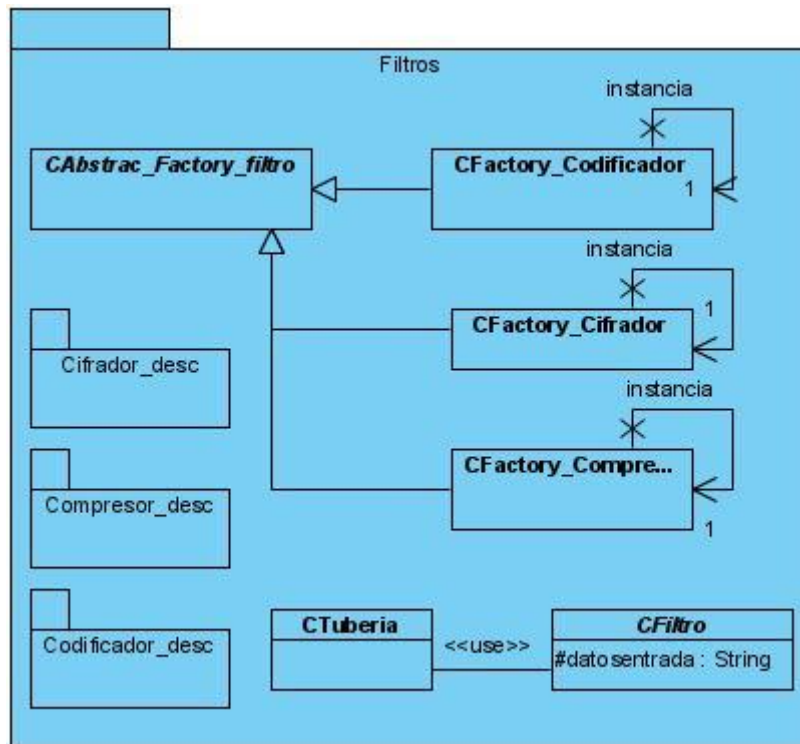 Filtros
instancia
CAbstrac_Factory_filtro
CFactory_Codificador
1
instancia
CFactory_Cifrador
1
Cifrador_desc
instancia
CFactory_Compre...
1
Compresor_desc
Codificador_desc
CTuberia
<<use>>
CFiltro
#datosentrada : String